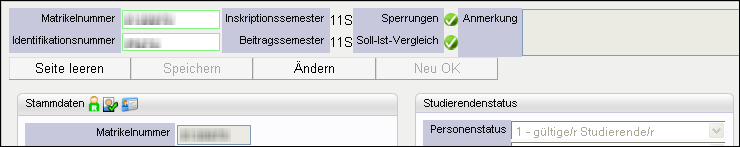 Matrikelnummer Inskriptionssemester 11S Sperrungen Anmerkung
Identifikationsnummer Beitragssemester 11S Soll-Ist-Vergleich
Seite leeren Speichern Ändern Neu OK
Stammdaten Studierendenstatus
Matrikelnummer Personenstatus 1 - gültige/r Studierende/r